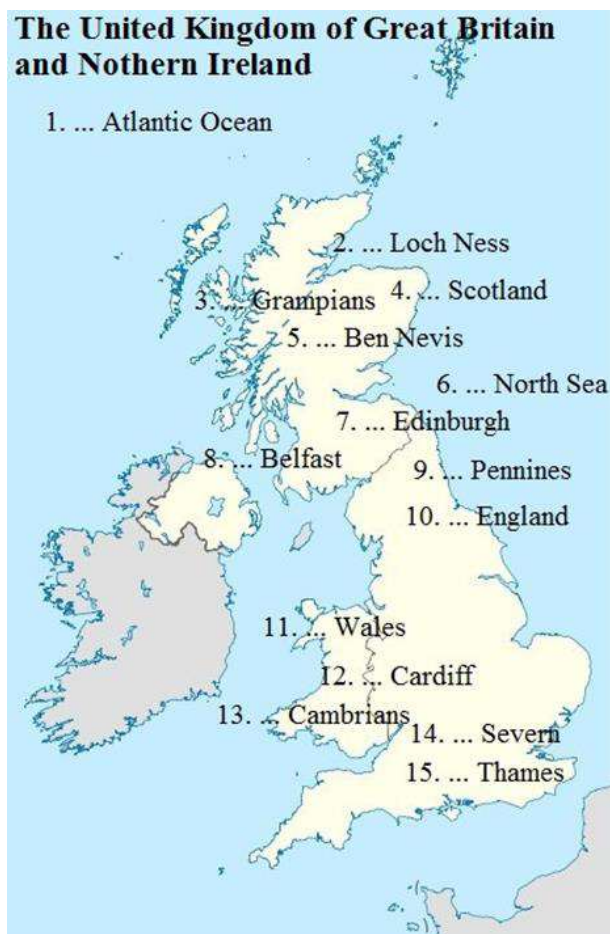 The United Kingdom of Great Britain
and Nothern Ireland
1. ... Atlantic Ocean
2. ... Loch Ness
3. ... Grampians
4. ... Scotland
5. ... Ben Nevis
6. ... North Sea
7. ... Edinburgh
8. ... Belfast
9. ... Pennines
10. ... England
11. ... Wales
12. ... Cardiff
13. ... Cambrians
14. ... Severn
15. ... Thames